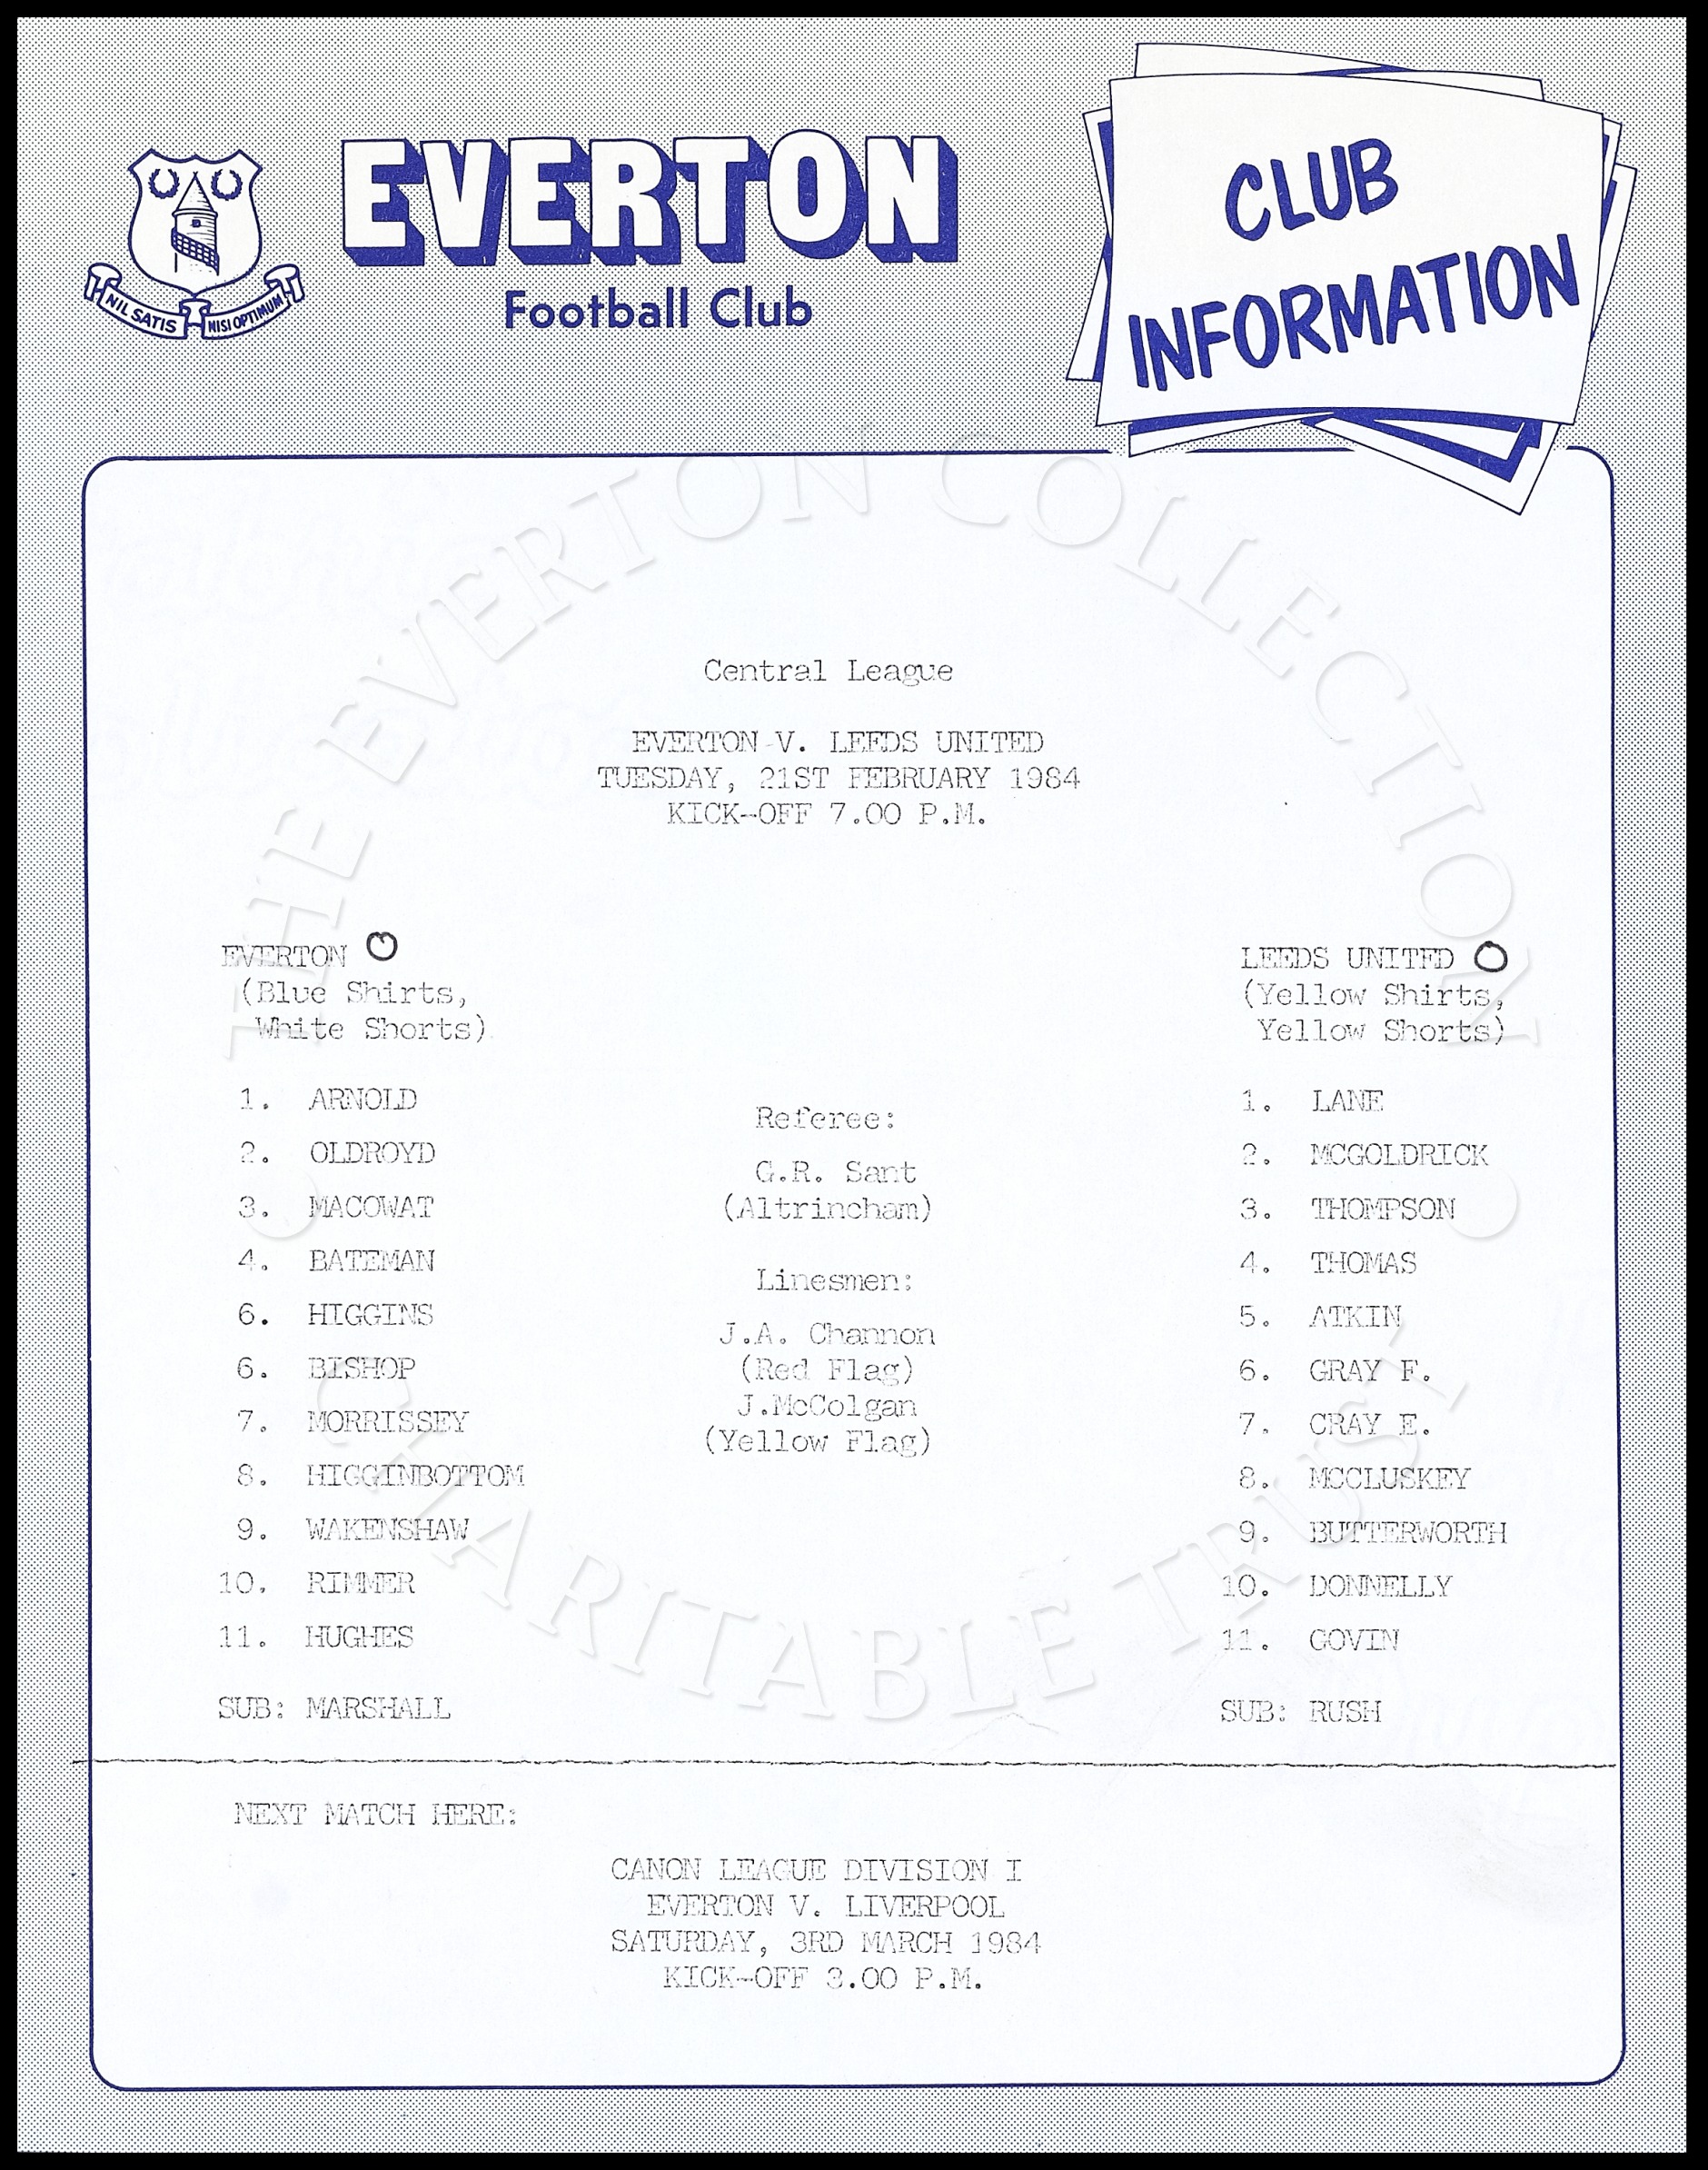 NIL SATIS NISI OPTIMUM
EVERTON
Football Club
CLUB
INFORMATION
THE EVERTON COLLECTION
CHARITABLE TRUST
Central League
EVERTON V. LEEDS UNITED
TUESDAY, 21ST FEBRUARY 1984
KICK-OFF 7.00 P.M.
EVERTON 0
(Blue Shirts,
White Shorts)
1. ARNOLD
2. OLDROYD
3. MACOWAT
4. BATEMAN
6. HIGGINS
6. BISHOP
7. MORRISSEY
8. HIGGINBOTTOM
9. WAKENSHAW
10. RIMMER
11. HUGHES
SUB: MARSHALL
Referee:
G.R. Sant
(Altrincham)
Linesmen:
J.A. Channon
(Red Flag)
J.McColgan
(Yellow Flag)
LEEDS UNITED 0
(Yellow Shirts,
Yellow Shorts)
1. LANE
2. MCGOLDRICK
3. THOMPSON
4. THOMAS
5. ATKIN
6. GRAY F.
7. GRAY E.
8. MCCLUSKEY
9. BUTTERWORTH
10. DONNELLY
11. GOVIN
SUB: RUSH
NEXT MATCH HERE:
CANON LEAGUE DIVISION I
EVERTON V. LIVERPOOL
SATURDAY, 3RD MARCH 1984
KICK-OFF 3.00 P.M.